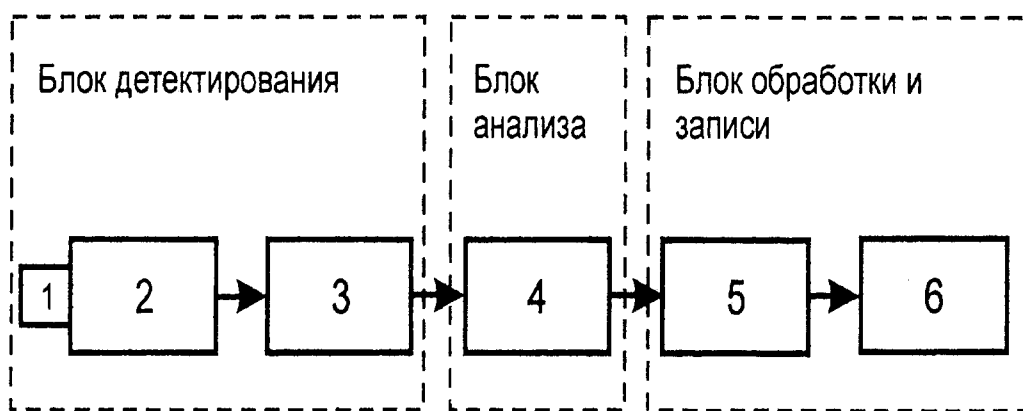 Блок детектирования
Блок
анализа
Блок обработки и
записи
1
2
3
4
5
6